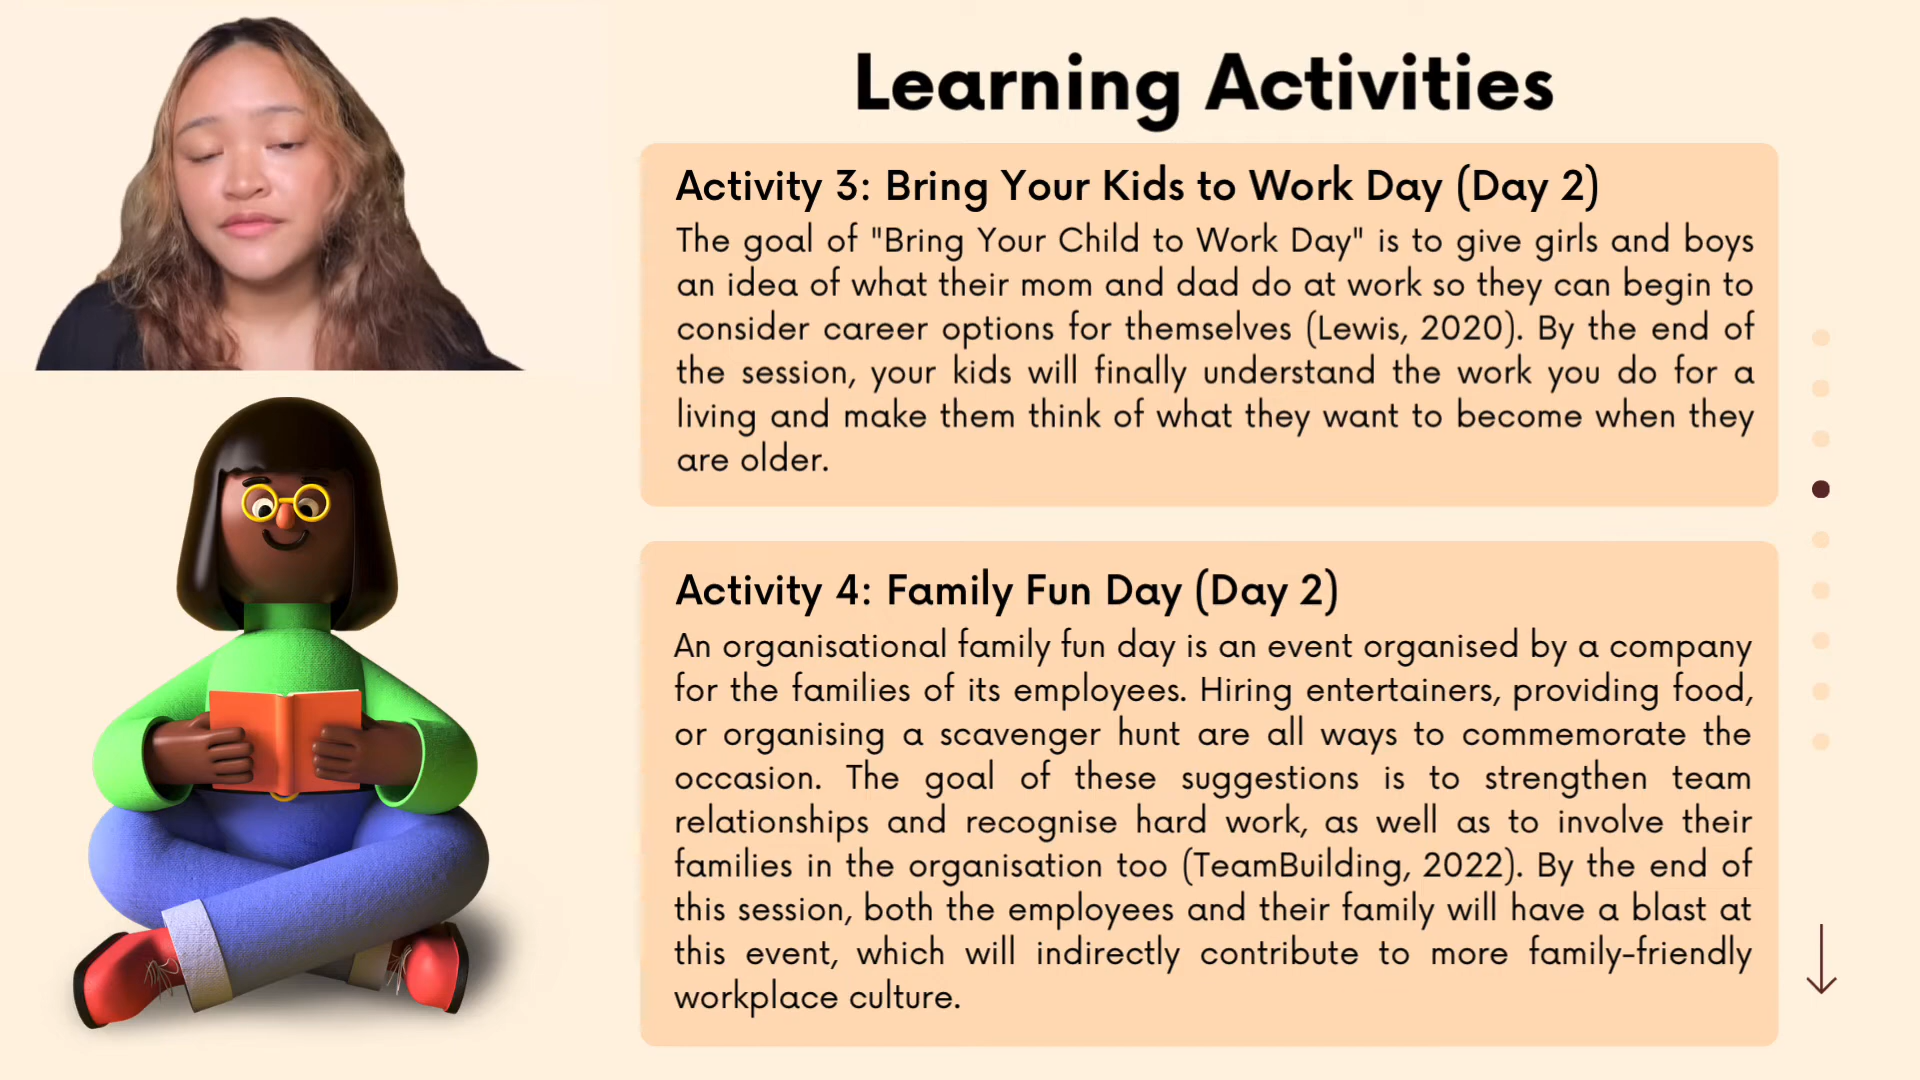 Learning Activities
Activity 3: Bring Your Kids to Work Day (Day 2)
The goal of "Bring Your Child to Work Day" is to give girls and boys
an idea of what their mom and dad do at work so they can begin to
consider career options for themselves (Lewis, 2020). By the end of
the session, your kids will finally understand the work you do for a
living and make them think of what they want to become when they
are older.
Activity 4: Family Fun Day (Day 2)
An organisational family fun day is an event organised by a company
for the families of its employees. Hiring entertainers, providing food,
or organising a scavenger hunt are all ways to commemorate the
occasion. The goal of these suggestions is to strengthen team
relationships and recognise hard work, as well as to involve their
families in the organisation too (TeamBuilding, 2022). By the end of
this session, both the employees and their family will have a blast at
this event, which will indirectly contribute to more family-friendly
workplace culture.